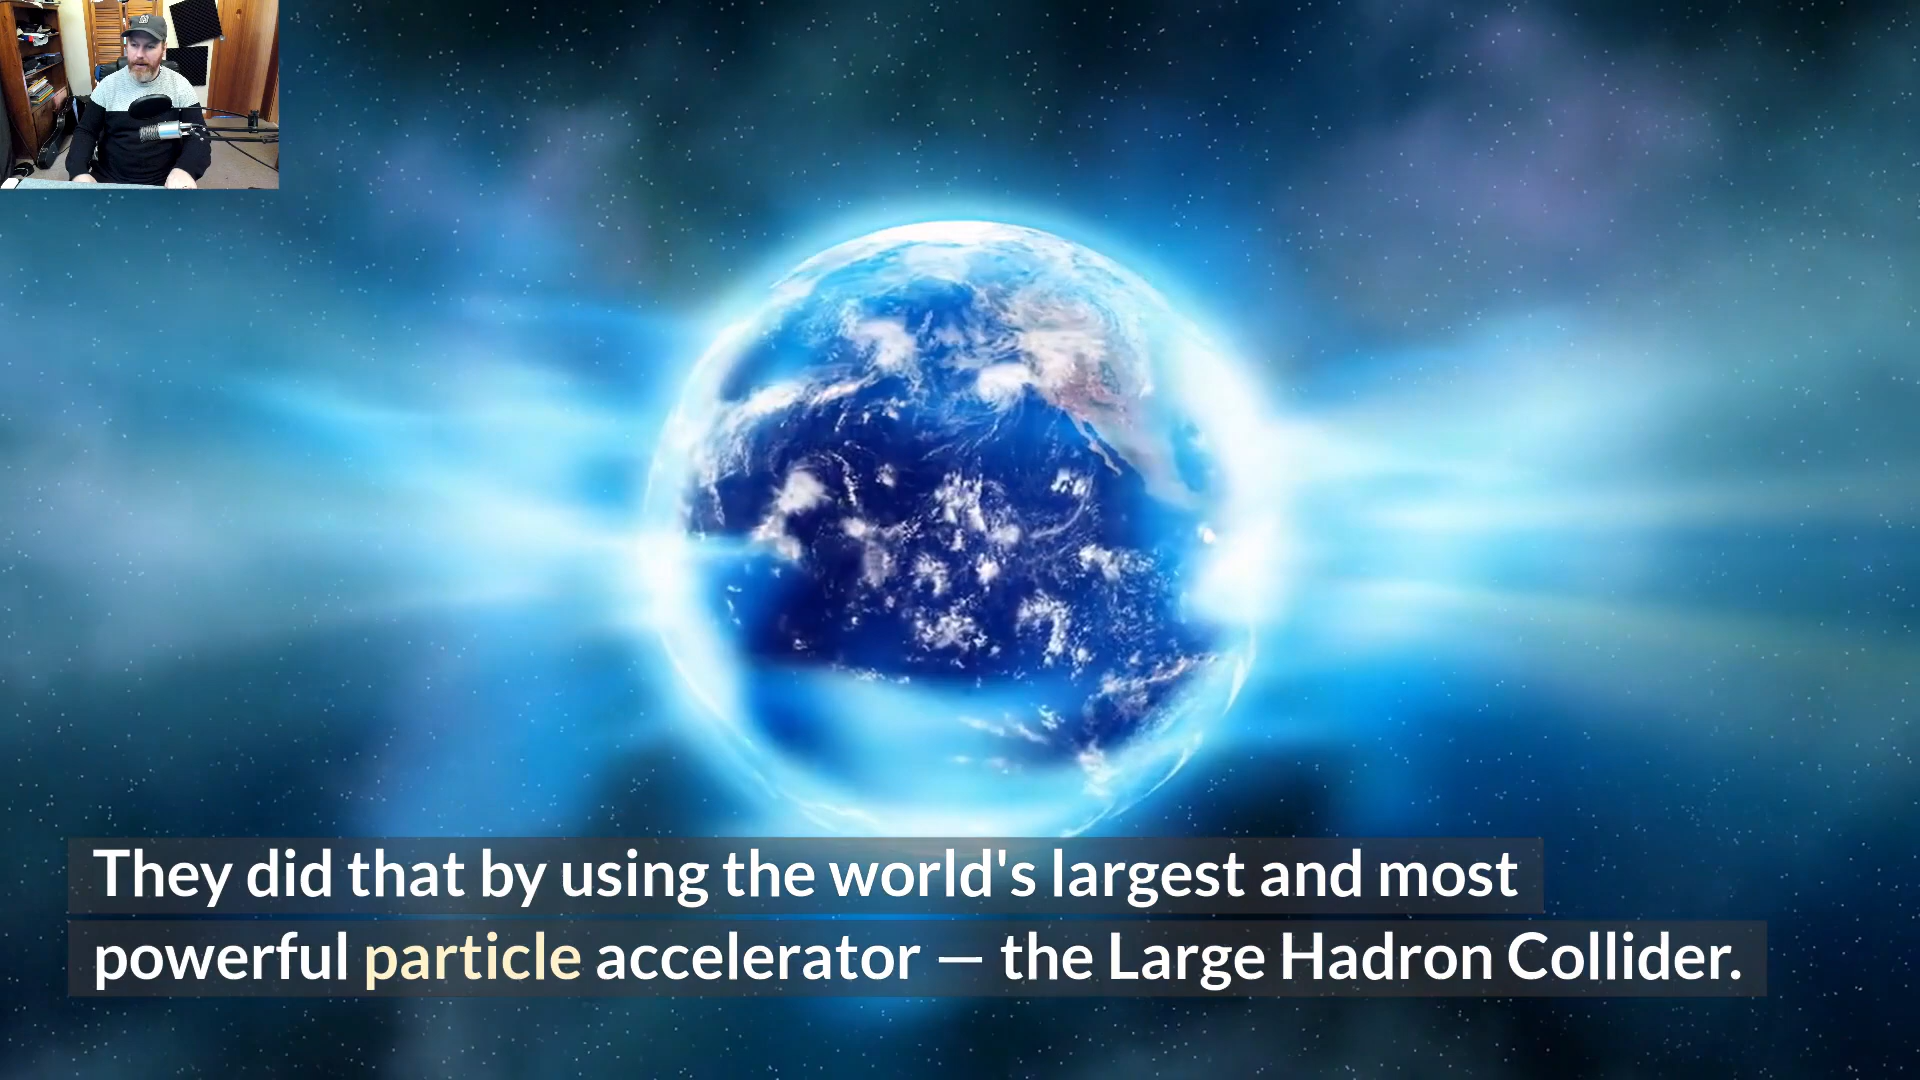 They did that by using the world's largest and most
powerful particle accelerator — the Large Hadron Collider.